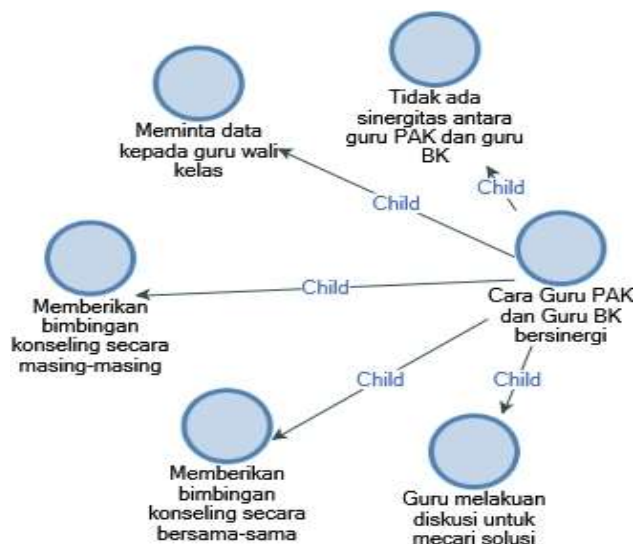 Tidak ada
sinergitas antara
guru PAK dan guru
BK
Meminta data
kepada guru wali
kelas
Child
Child
Cara Guru PAK
dan Guru BK
bersinergi
Child
Memberikan
bimbingan
konseling secara
masing-masing
Child
Child
Memberikan
bimbingan
konseling secara
bersama-sama
Guru melakuan
diskusi untuk
mecari solusi